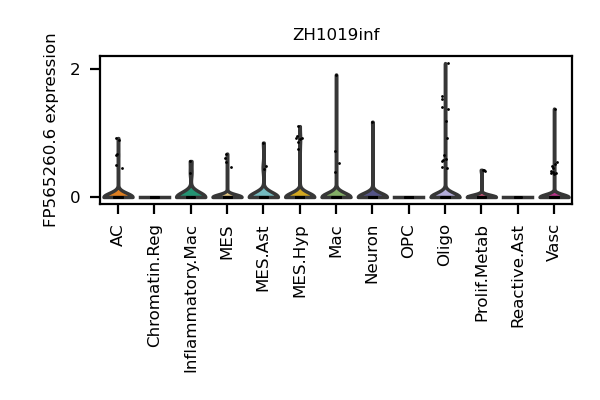 ZH1019inf
FP565260.6 expression
2
0
AC
Chromatin.Reg
Inflammatory.Mac
MES
MES.Ast
MES.Hyp
Mac
Neuron
OPC
Oligo
Prolif.Metab
Reactive.Ast
Vasc